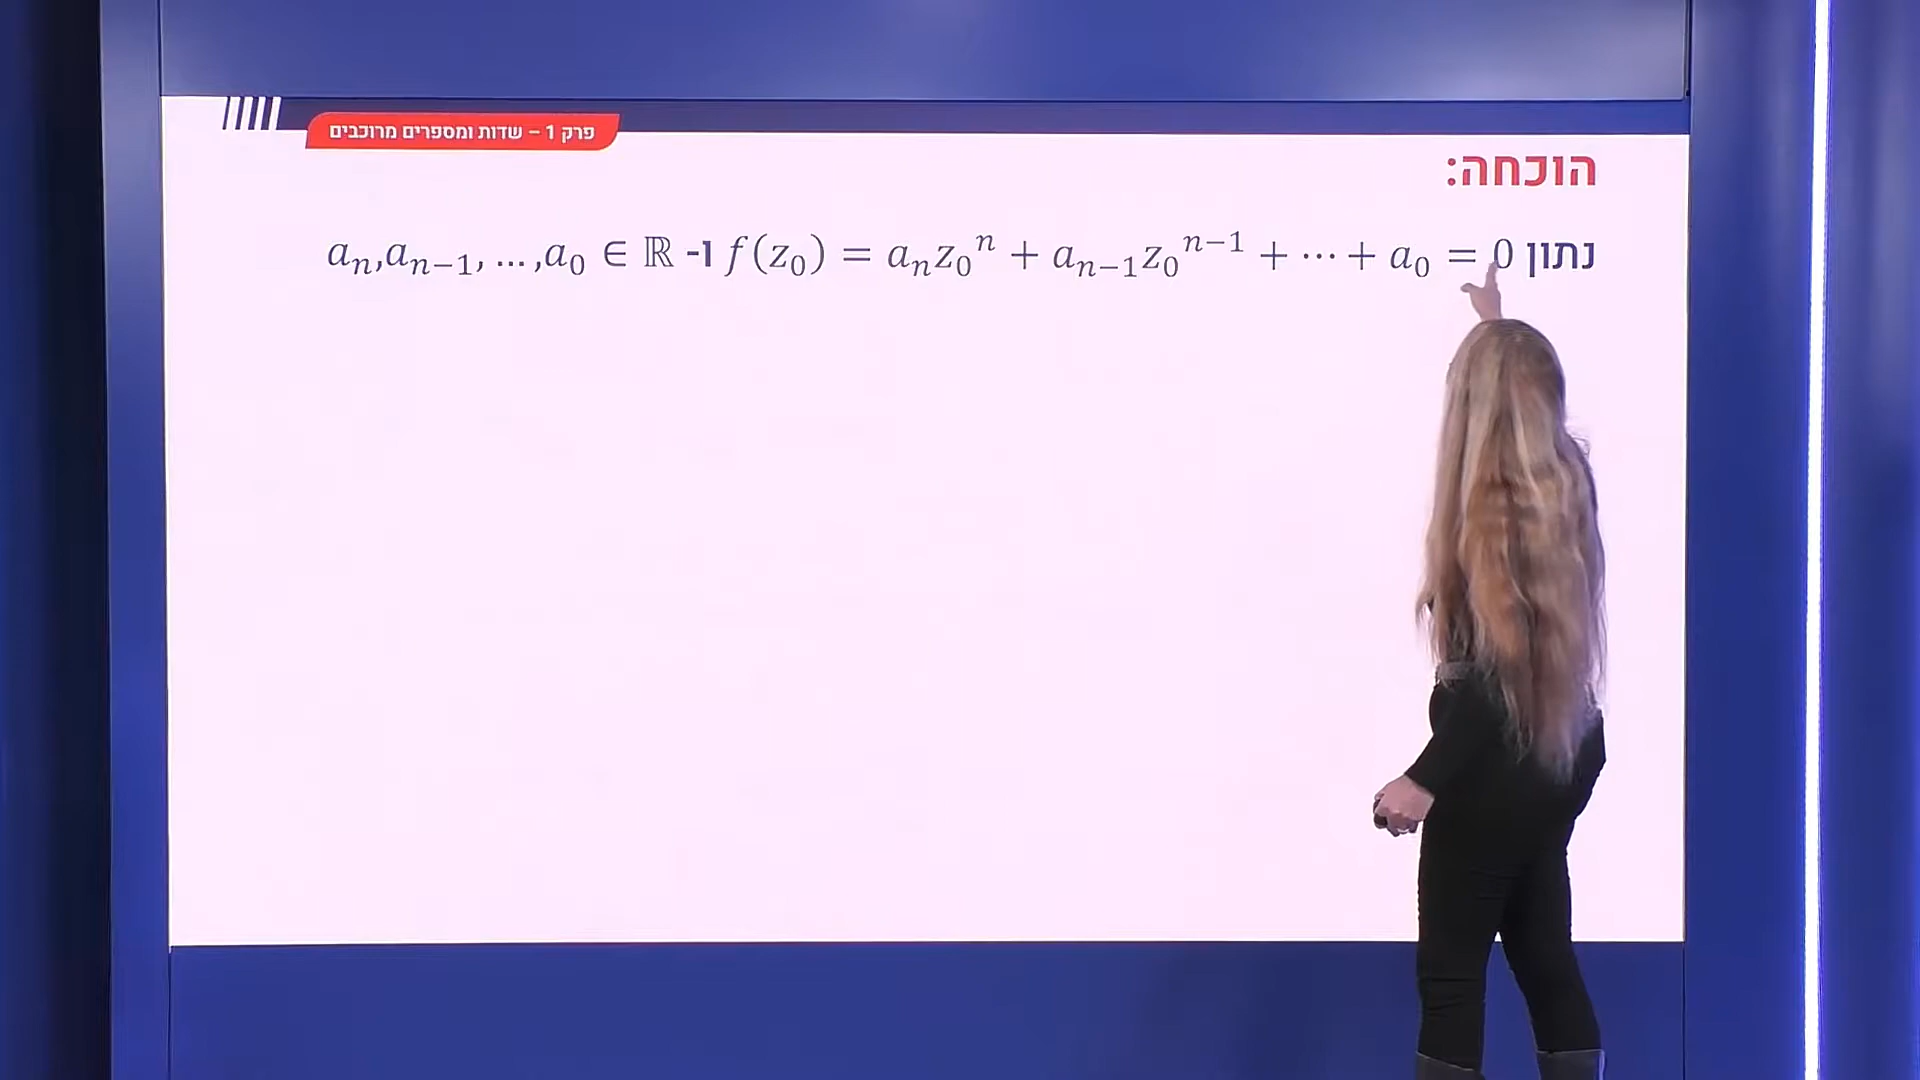 פרק 1 – שדות ומספרים מרוכבים
הוכחה:
נתון f(z₀) = aₙz₀ⁿ + aₙ₋₁z₀ⁿ⁻¹ + ⋯ + a₀ = 0 ו- aₙ,aₙ₋₁, … ,a₀ ∈ ℝ